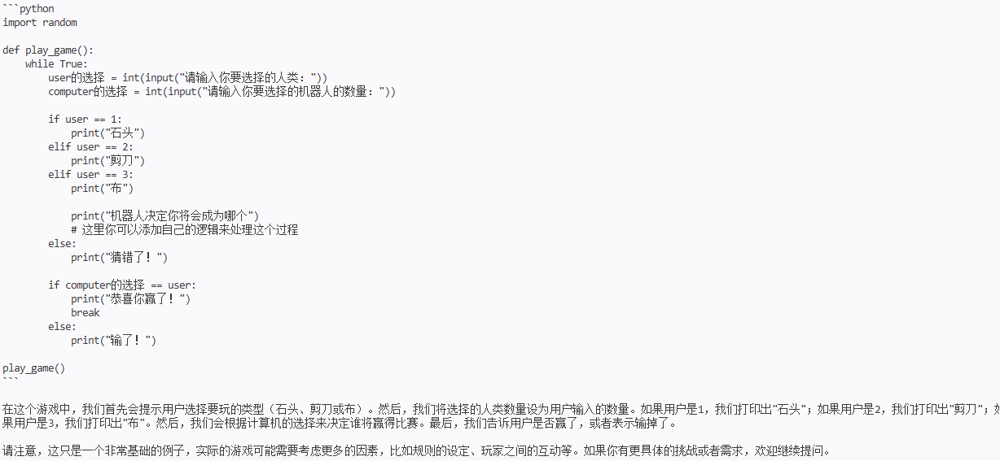 ```python
import random

def play_game():
    while True:
        user的选择 = int(input("请输入你要选择的人类："))
        computer的选择 = int(input("请输入你要选择的机器人的数量："))

        if user == 1:
            print("石头")
        elif user == 2:
            print("剪刀")
        elif user == 3:
            print("布")

            print("机器人决定你将会成为哪个")
            # 这里你可以添加自己的逻辑来处理这个过程
        else:
            print("猜错了！")

        if computer的选择 == user:
            print("恭喜你赢了！")
            break
        else:
            print("输了！")

play_game()
```

在这个游戏中，我们首先会提示用户选择要玩的类型（石头、剪刀或布）。然后，我们将选择的人类数量设为用户输入的数量。如果用户是1，我们打印出"石头"；如果用户是2，我们打印出"剪刀"；
果用户是3，我们打印出"布"。然后，我们会根据计算机的选择来决定谁将赢得比赛。最后，我们告诉用户是否赢了，或者表示输掉了。

请注意，这只是一个非常基础的例子，实际的游戏可能需要考虑更多的因素，比如规则的设定、玩家之间的互动等。如果你有更具体的挑战或者需求，欢迎继续提问。